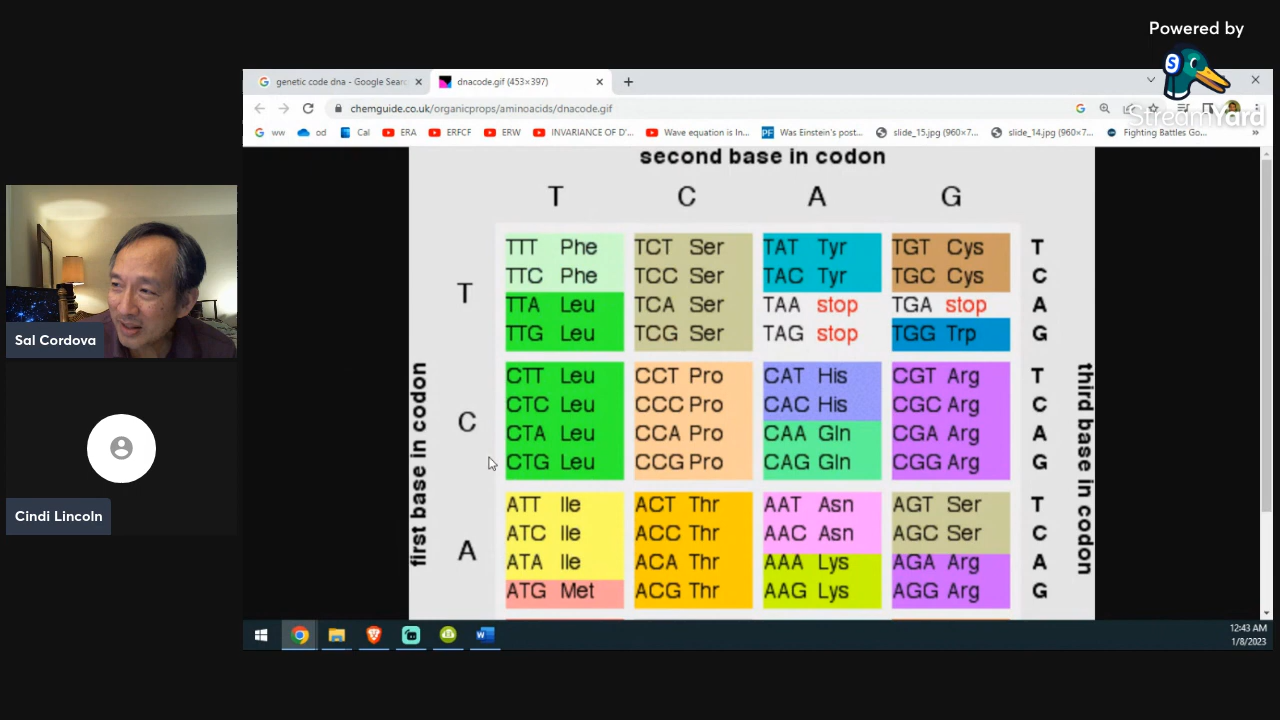 Powered by
StreamYard
genetic code dna - Google Searc
dnacode.gif (453×397)
chemguide.co.uk/organicprops/aminoacids/dnacode.gif
ww
od
Cal
ERA
ERFCF
ERW
INVARIANCE OF D'...
Wave equation is In...
Was Einstein's post...
slide_15.jpg (960×7...
slide_14.jpg (960×7...
Fighting Battles Go...
second base in codon
T C A G
first base in codon
third base in codon
T
TTT Phe TCT Ser TAT Tyr TGT Cys T
TTC Phe TCC Ser TAC Tyr TGC Cys C
TTA Leu TCA Ser TAA stop TGA stop A
TTG Leu TCG Ser TAG stop TGG Trp G
C
CTT Leu CCT Pro CAT His CGT Arg T
CTC Leu CCC Pro CAC His CGC Arg C
CTA Leu CCA Pro CAA Gln CGA Arg A
CTG Leu CCG Pro CAG Gln CGG Arg G
A
ATT Ile ACT Thr AAT Asn AGT Ser T
ATC Ile ACC Thr AAC Asn AGC Ser C
ATA Ile ACA Thr AAA Lys AGA Arg A
ATG Met ACG Thr AAG Lys AGG Arg G
Sal Cordova
Cindi Lincoln
12:43 AM
1/8/2023